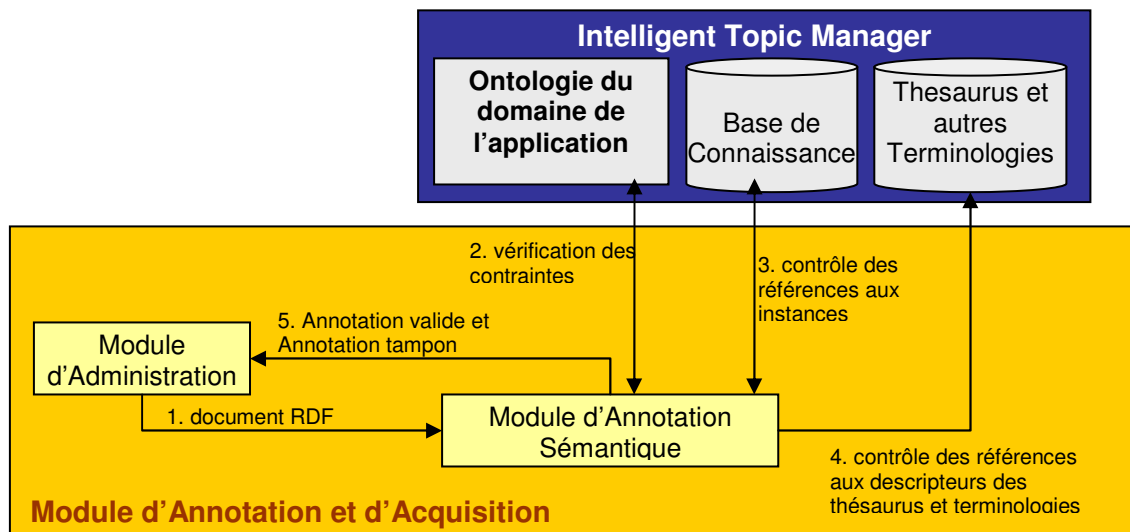 Intelligent Topic Manager
Ontologie du
domaine de
l'application
Base de
Connaissance
Thesaurus et
autres
Terminologies
2. vérification des
contraintes
3. contrôle des
références aux
instances
5. Annotation valide et
Annotation tampon
Module
d'Administration
1. document RDF
Module d'Annotation
Sémantique
4. contrôle des références
aux descripteurs des
thésaurus et terminologies
Module d'Annotation et d'Acquisition